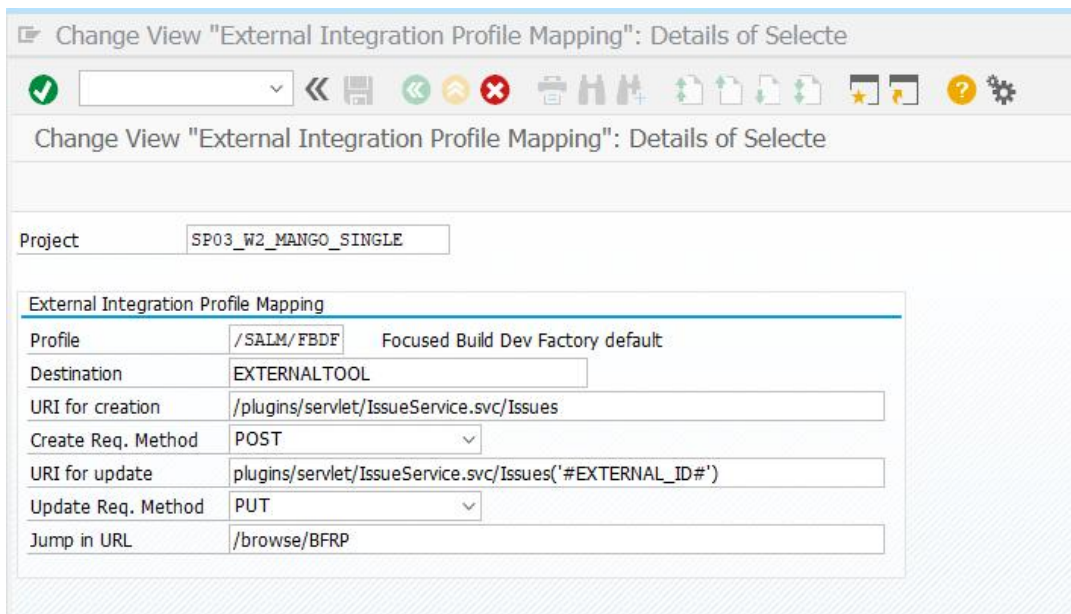 Change View "External Integration Profile Mapping": Details of Selecte
Change View "External Integration Profile Mapping": Details of Selecte
Project SP03_W2_MANGO_SINGLE
External Integration Profile Mapping
Profile /SALM/FBDF Focused Build Dev Factory default
Destination EXTERNALTOOL
URI for creation /plugins/servlet/IssueService.svc/Issues
Create Req. Method POST
URI for update plugins/servlet/IssueService.svc/Issues('#EXTERNAL_ID#')
Update Req. Method PUT
Jump in URL /browse/BFRP